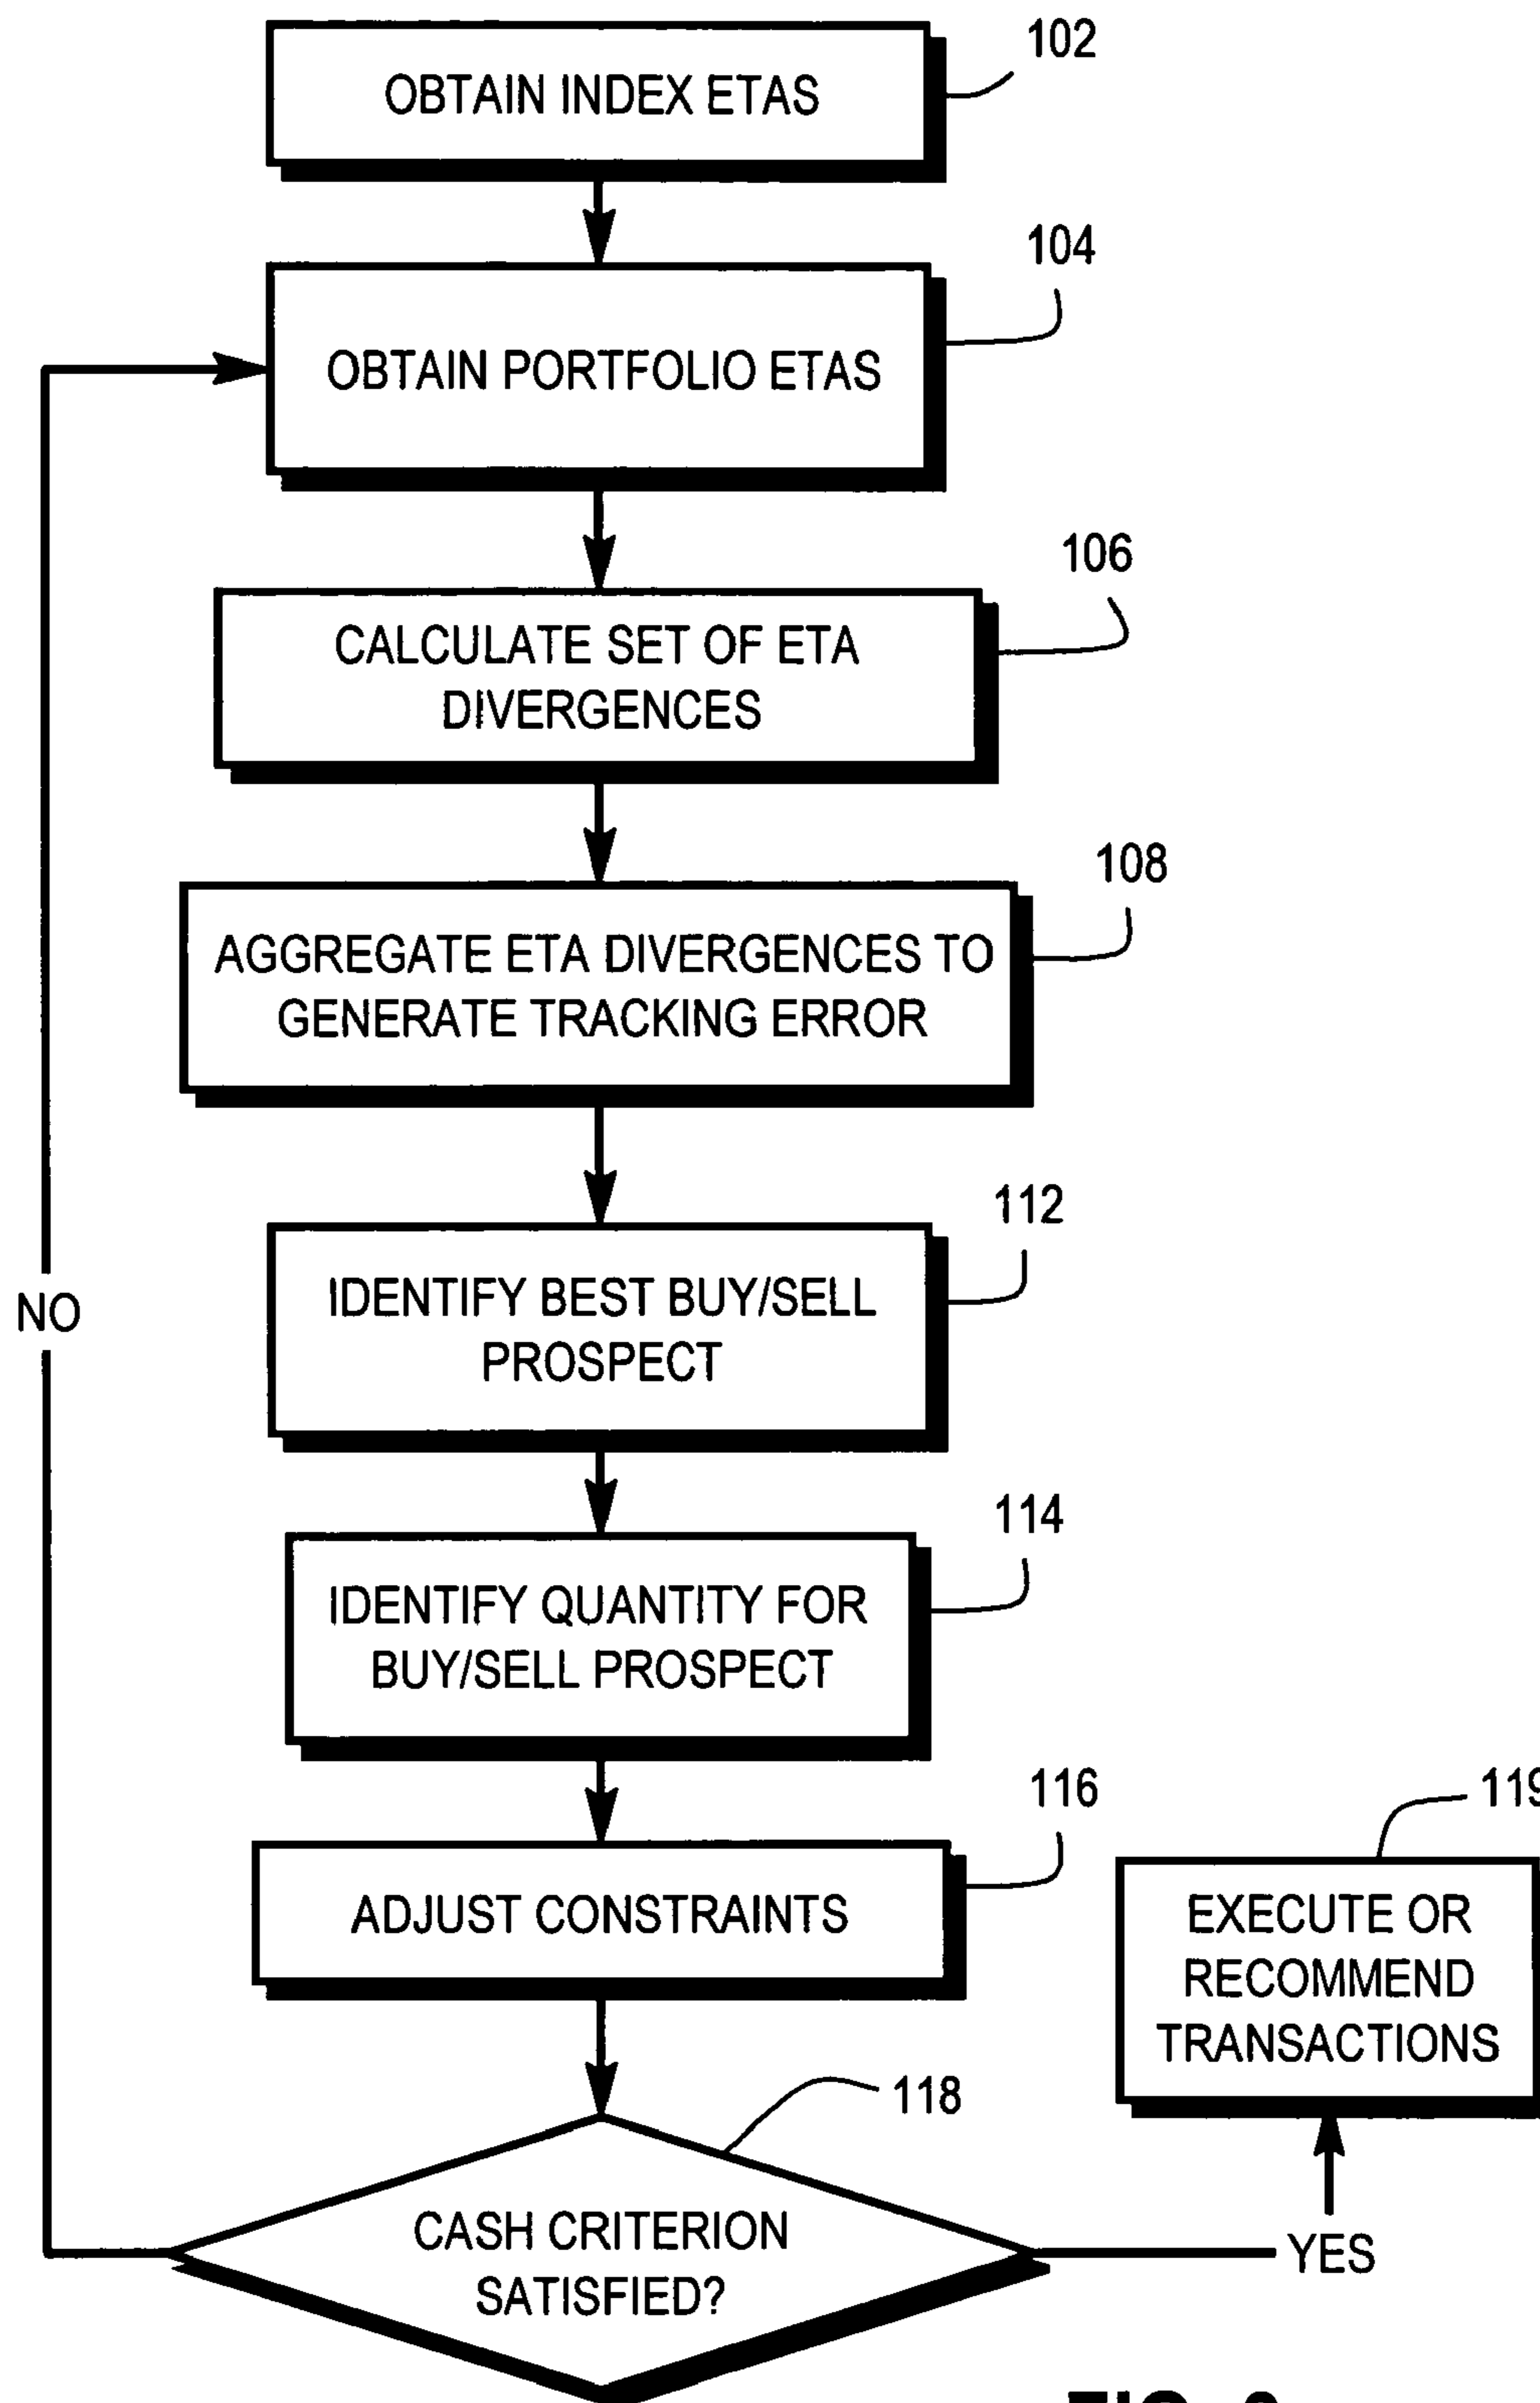 102
OBTAIN INDEX ETAS
104
OBTAIN PORTFOLIO ETAS
106
CALCULATE SET OF ETA
DIVERGENCES
108
AGGREGATE ETA DIVERGENCES TO
GENERATE TRACKING ERROR
112
IDENTIFY BEST BUY/SELL
PROSPECT
NO
114
IDENTIFY QUANTITY FOR
BUY/SELL PROSPECT
116
ADJUST CONSTRAINTS
119
EXECUTE OR
RECOMMEND
TRANSACTIONS
118
CASH CRITERION
SATISFIED?
YES